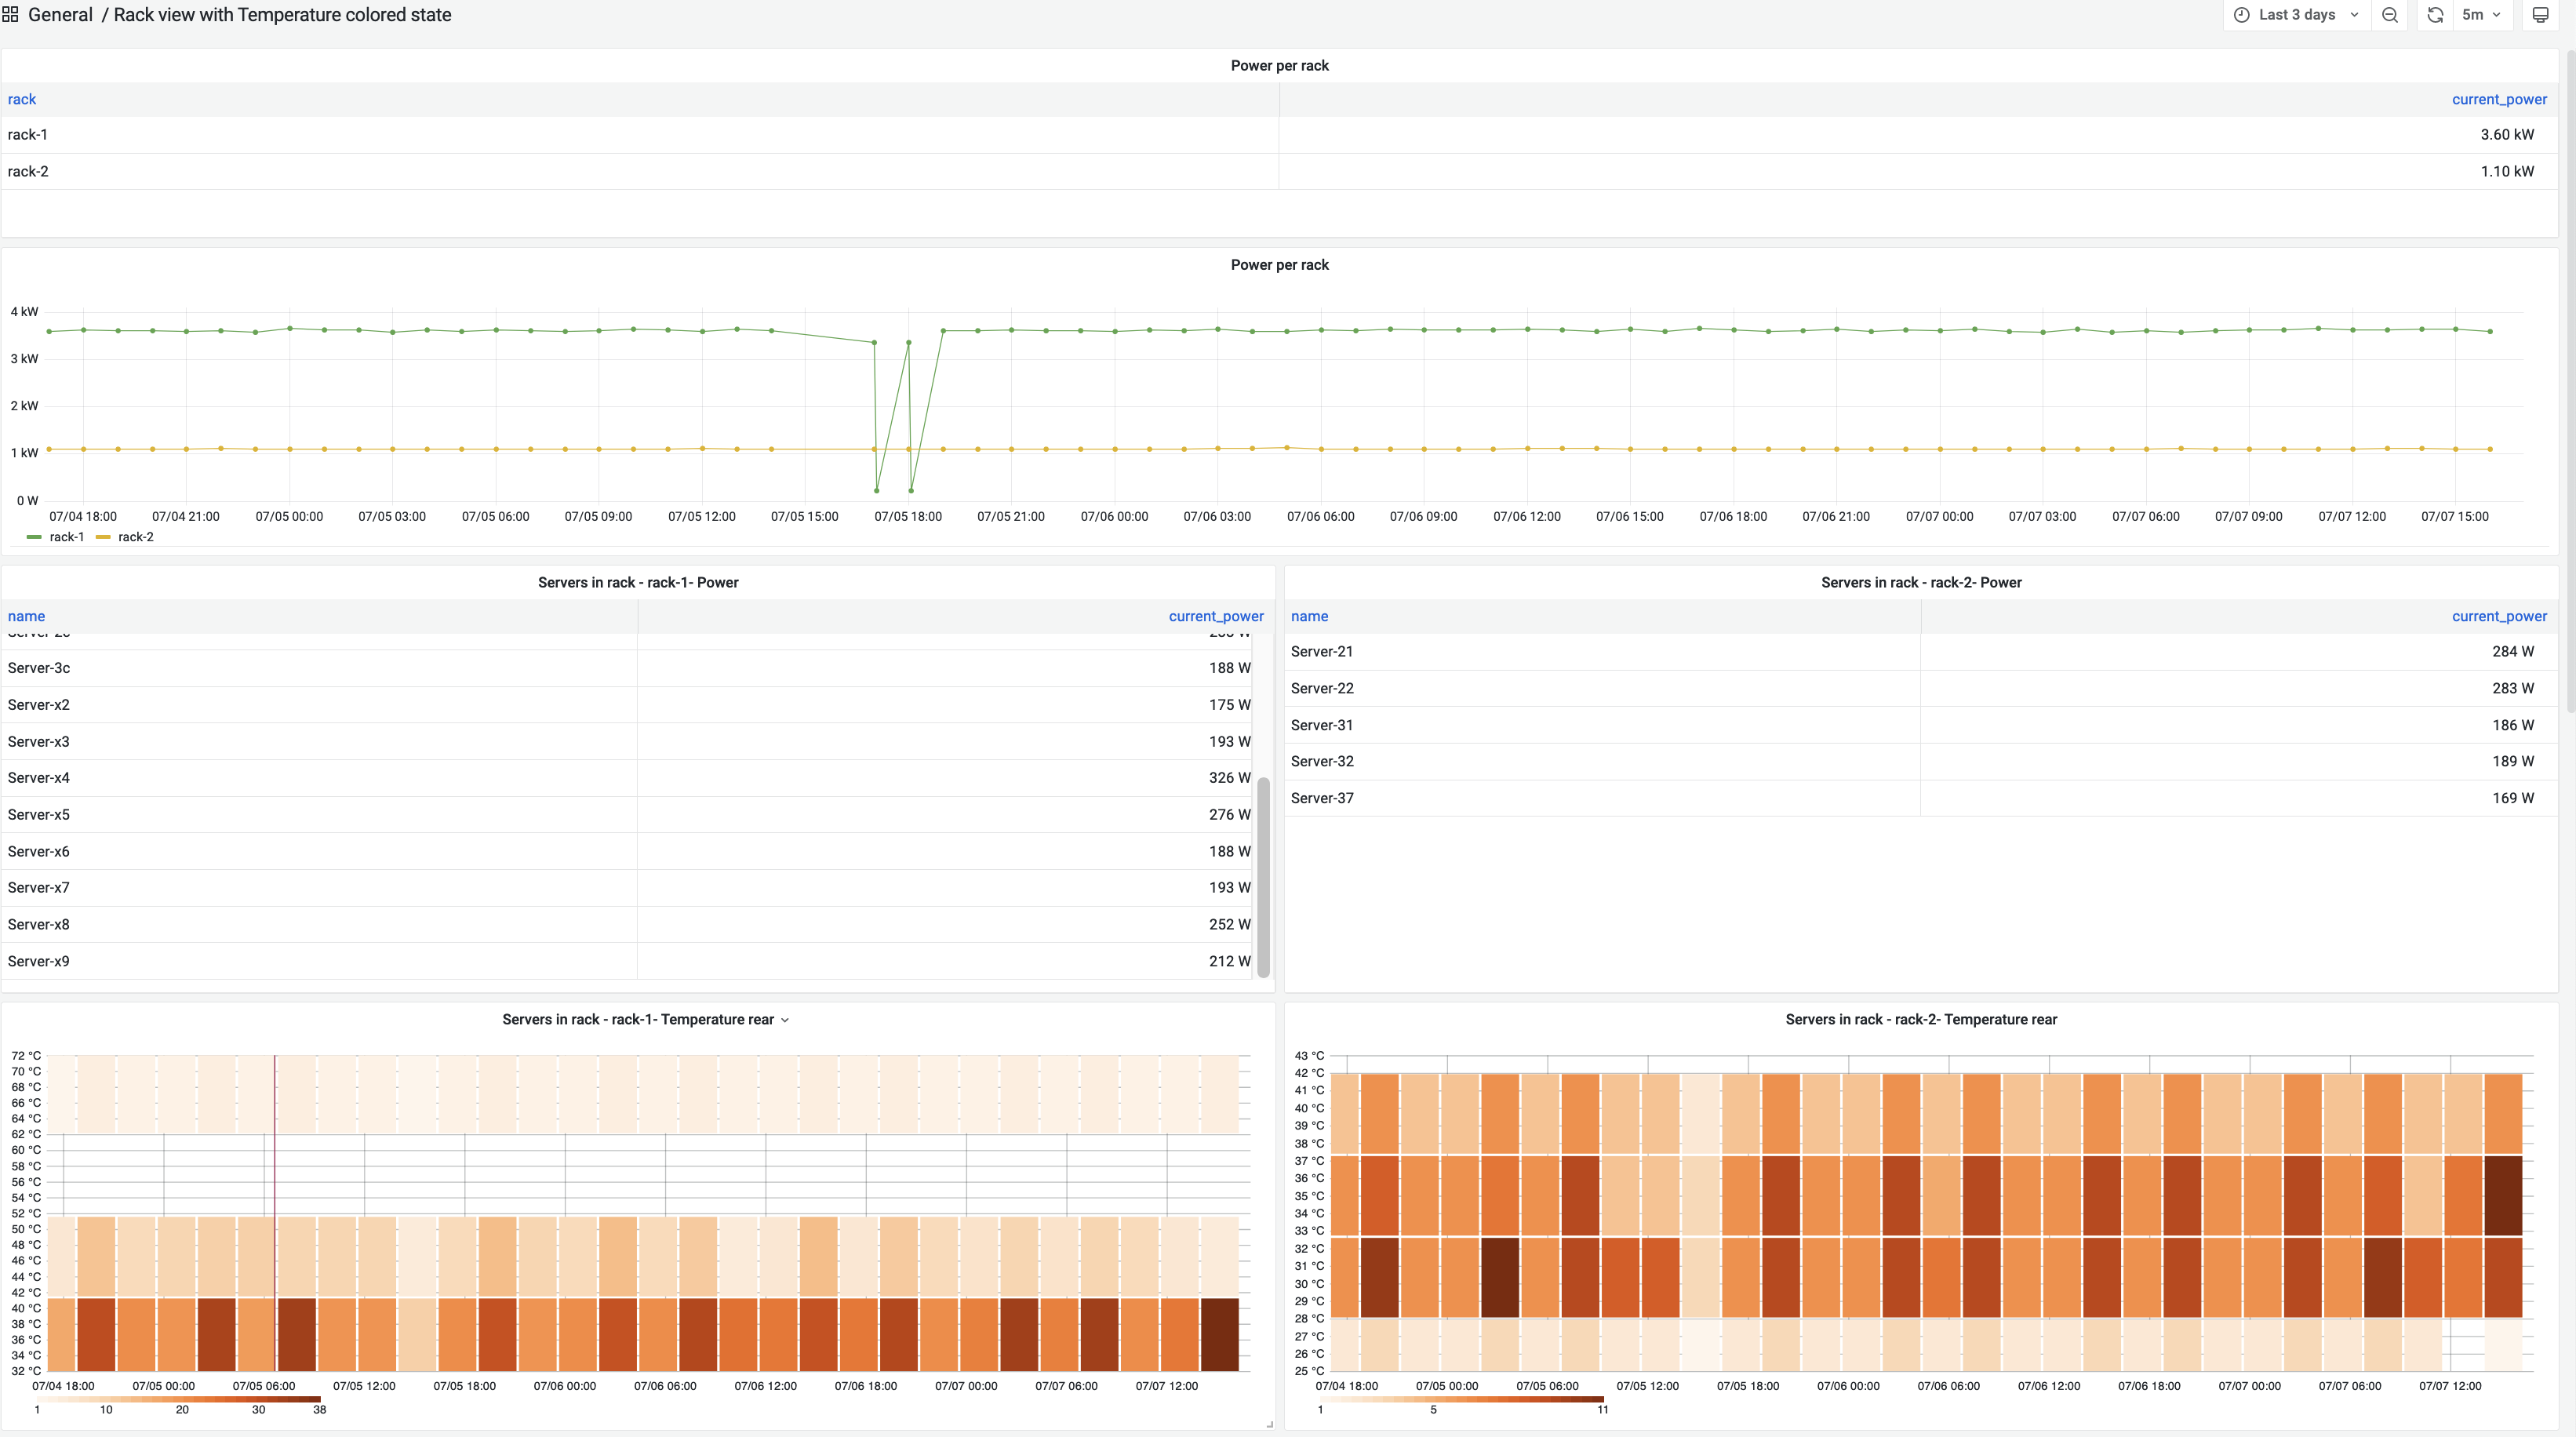 General / Rack view with Temperature colored state
Last 3 days
5m
Power per rack
rack current_power
rack-1 3.60 kW
rack-2 1.10 kW
Power per rack
4 kW
3 kW
2 kW
1 kW
0 W
07/04 18:00 07/04 21:00 07/05 00:00 07/05 03:00 07/05 06:00 07/05 09:00 07/05 12:00 07/05 15:00 07/05 18:00 07/05 21:00 07/06 00:00 07/06 03:00 07/06 06:00 07/06 09:00 07/06 12:00 07/06 15:00 07/06 18:00 07/06 21:00 07/07 00:00 07/07 03:00 07/07 06:00 07/07 09:00 07/07 12:00 07/07 15:00
rack-1 rack-2
Servers in rack - rack-1- Power
name current_power
Server-3c 188 W
Server-x2 175 W
Server-x3 193 W
Server-x4 326 W
Server-x5 276 W
Server-x6 188 W
Server-x7 193 W
Server-x8 252 W
Server-x9 212 W
Servers in rack - rack-2- Power
name current_power
Server-21 284 W
Server-22 283 W
Server-31 186 W
Server-32 189 W
Server-37 169 W
Servers in rack - rack-1- Temperature rear
72 °C
70 °C
68 °C
66 °C
64 °C
62 °C
60 °C
58 °C
56 °C
54 °C
52 °C
50 °C
48 °C
46 °C
44 °C
42 °C
40 °C
38 °C
36 °C
34 °C
32 °C
07/04 18:00 07/05 00:00 07/05 06:00 07/05 12:00 07/05 18:00 07/06 00:00 07/06 06:00 07/06 12:00 07/06 18:00 07/07 00:00 07/07 06:00 07/07 12:00
1 10 20 30 38
Servers in rack - rack-2- Temperature rear
43 °C
42 °C
41 °C
40 °C
39 °C
38 °C
37 °C
36 °C
35 °C
34 °C
33 °C
32 °C
31 °C
30 °C
29 °C
28 °C
27 °C
26 °C
25 °C
07/04 18:00 07/05 00:00 07/05 06:00 07/05 12:00 07/05 18:00 07/06 00:00 07/06 06:00 07/06 12:00 07/06 18:00 07/07 00:00 07/07 06:00 07/07 12:00
1 5 11